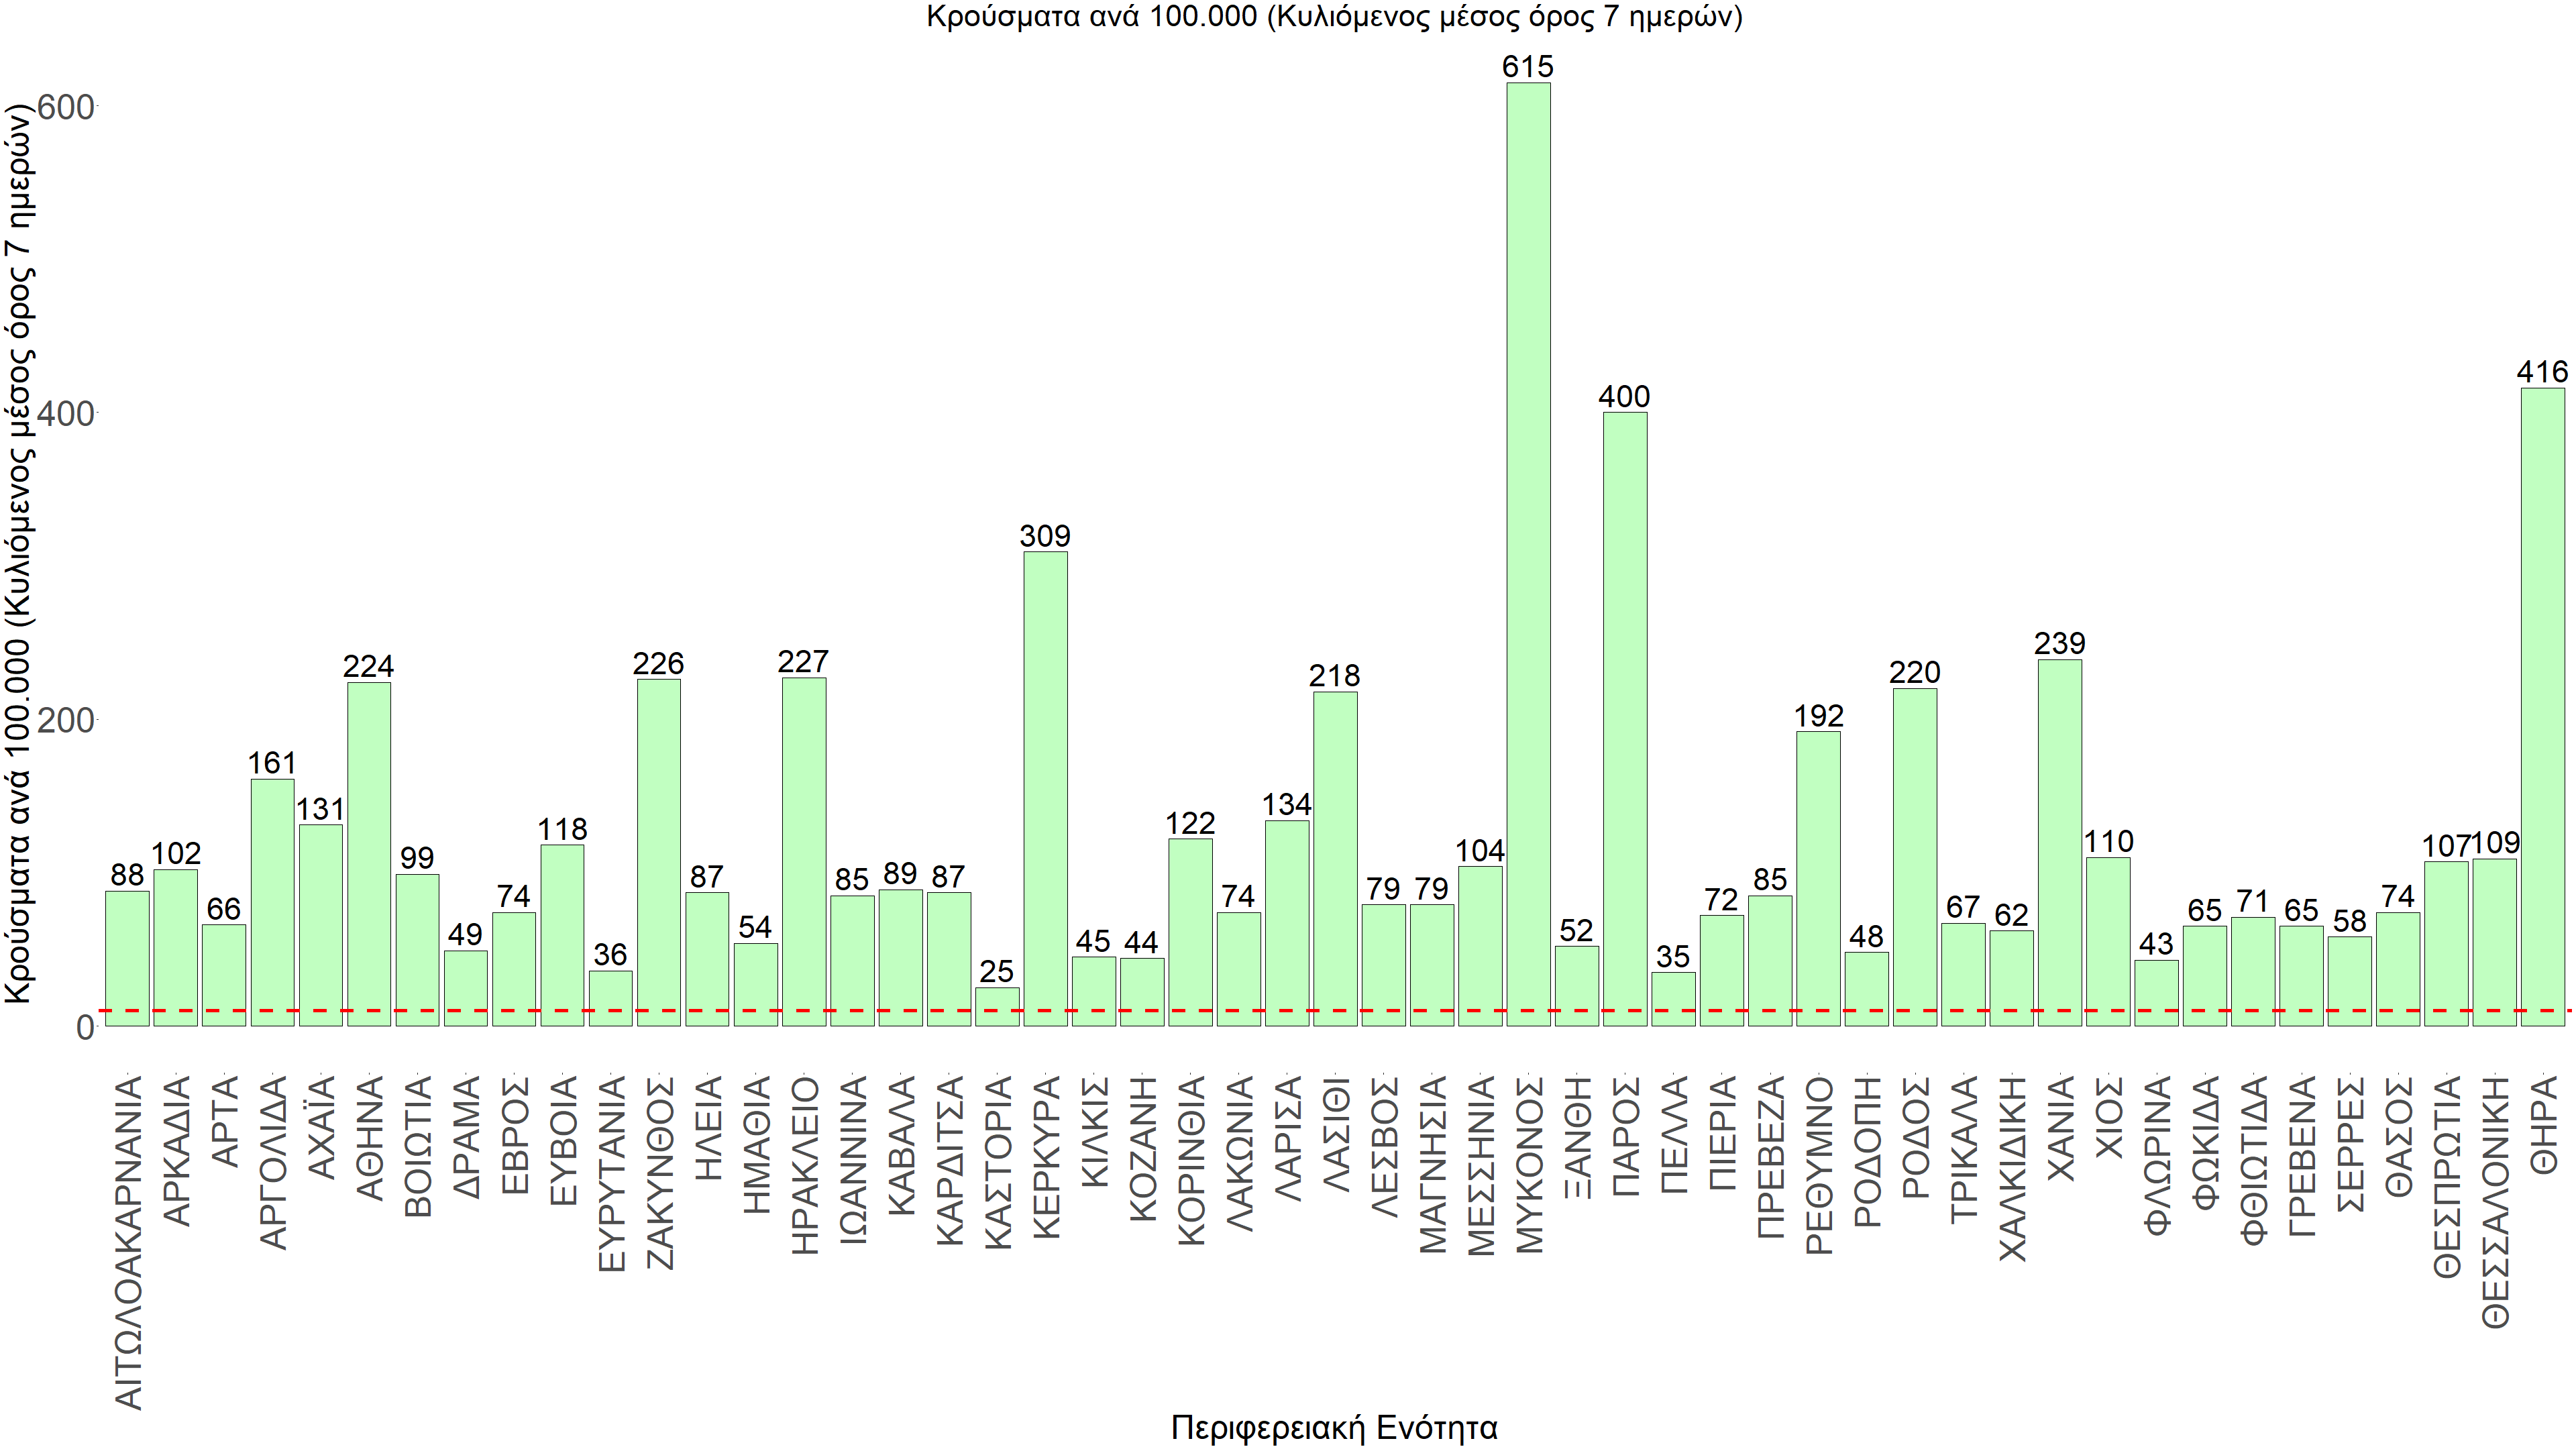 Κρούσματα ανά 100.000 (Κυλιόμενος μέσος όρος 7 ημερών)
Κρούσματα ανά 100.000 (Κυλιόμενος μέσος όρος 7 ημερών)
600
400
200
0
88
102
66
161
131
224
99
49
74
118
36
226
87
54
227
85
89
87
25
309
45
44
122
74
134
218
79
79
104
615
52
400
35
72
85
192
48
220
67
62
239
110
43
65
71
65
58
74
107
109
416
ΑΙΤΩΛΟΑΚΑΡΝΑΝΙΑ
ΑΡΚΑΔΙΑ
ΑΡΤΑ
ΑΡΓΟΛΙΔΑ
ΑΧΑΪΑ
ΑΘΗΝΑ
ΒΟΙΩΤΙΑ
ΔΡΑΜΑ
ΕΒΡΟΣ
ΕΥΒΟΙΑ
ΕΥΡΥΤΑΝΙΑ
ΖΑΚΥΝΘΟΣ
ΗΛΕΙΑ
ΗΜΑΘΙΑ
ΗΡΑΚΛΕΙΟ
ΙΩΑΝΝΙΝΑ
ΚΑΒΑΛΑ
ΚΑΡΔΙΤΣΑ
ΚΑΣΤΟΡΙΑ
ΚΕΡΚΥΡΑ
ΚΙΛΚΙΣ
ΚΟΖΑΝΗ
ΚΟΡΙΝΘΙΑ
ΛΑΚΩΝΙΑ
ΛΑΡΙΣΑ
ΛΑΣΙΘΙ
ΛΕΣΒΟΣ
ΜΑΓΝΗΣΙΑ
ΜΕΣΣΗΝΙΑ
ΜΥΚΟΝΟΣ
ΞΑΝΘΗ
ΠΑΡΟΣ
ΠΕΛΛΑ
ΠΙΕΡΙΑ
ΠΡΕΒΕΖΑ
ΡΕΘΥΜΝΟ
ΡΟΔΟΠΗ
ΡΟΔΟΣ
ΤΡΙΚΑΛΑ
ΧΑΛΚΙΔΙΚΗ
ΧΑΝΙΑ
ΧΙΟΣ
ΦΛΩΡΙΝΑ
ΦΩΚΙΔΑ
ΦΘΙΩΤΙΔΑ
ΓΡΕΒΕΝΑ
ΣΕΡΡΕΣ
ΘΑΣΟΣ
ΘΕΣΠΡΩΤΙΑ
ΘΕΣΣΑΛΟΝΙΚΗ
ΘΗΡΑ
Περιφερειακή Ενότητα